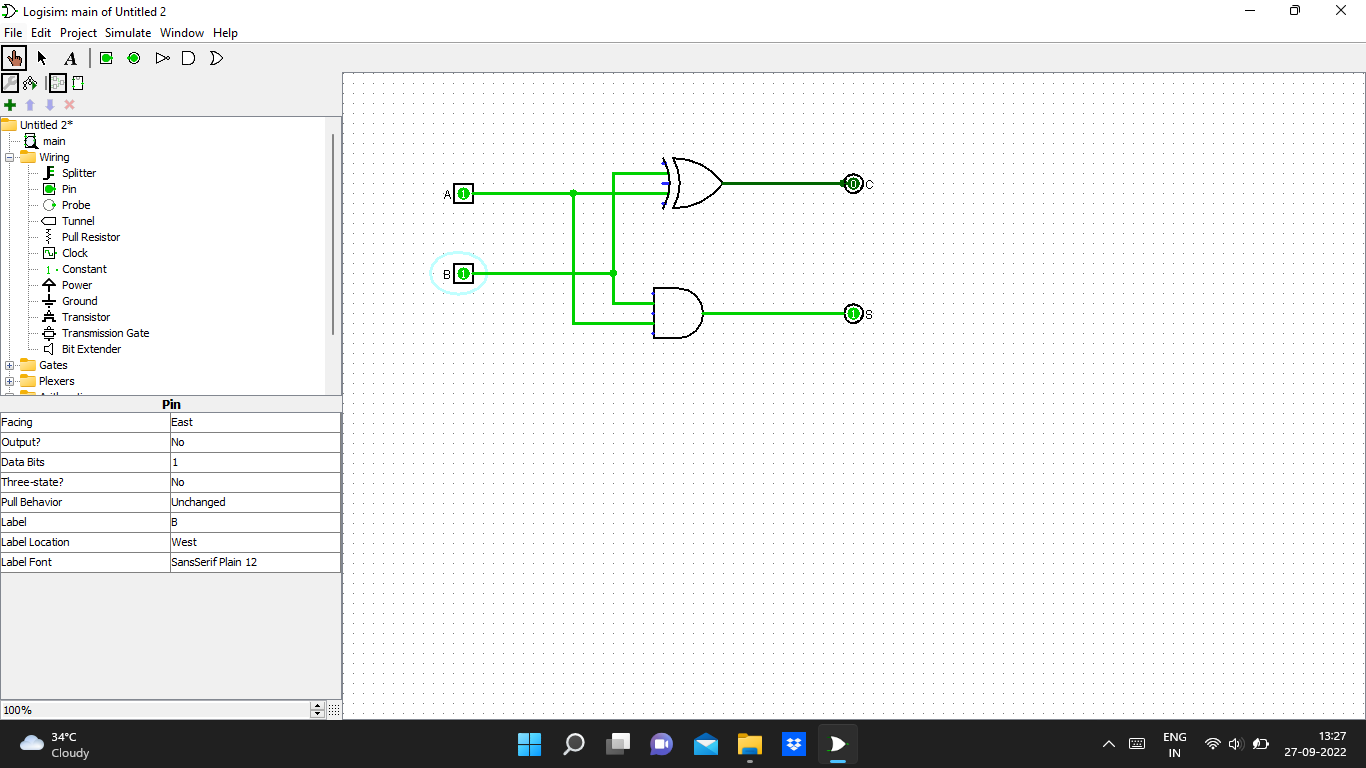 Logisim: main of Untitled 2
File Edit Project Simulate Window Help
A
Untitled 2*
main
Wiring
Splitter
Pin
Probe
Tunnel
Pull Resistor
Clock
1 Constant
Power
Ground
Transistor
Transmission Gate
Bit Extender
Gates
Plexers
Pin
Facing East
Output? No
Data Bits 1
Three-state? No
Pull Behavior Unchanged
Label B
Label Location West
Label Font SansSerif Plain 12
100%
A 1
0 C
B 1
1 S
34°C
Cloudy
ENG
IN
13:27
27-09-2022